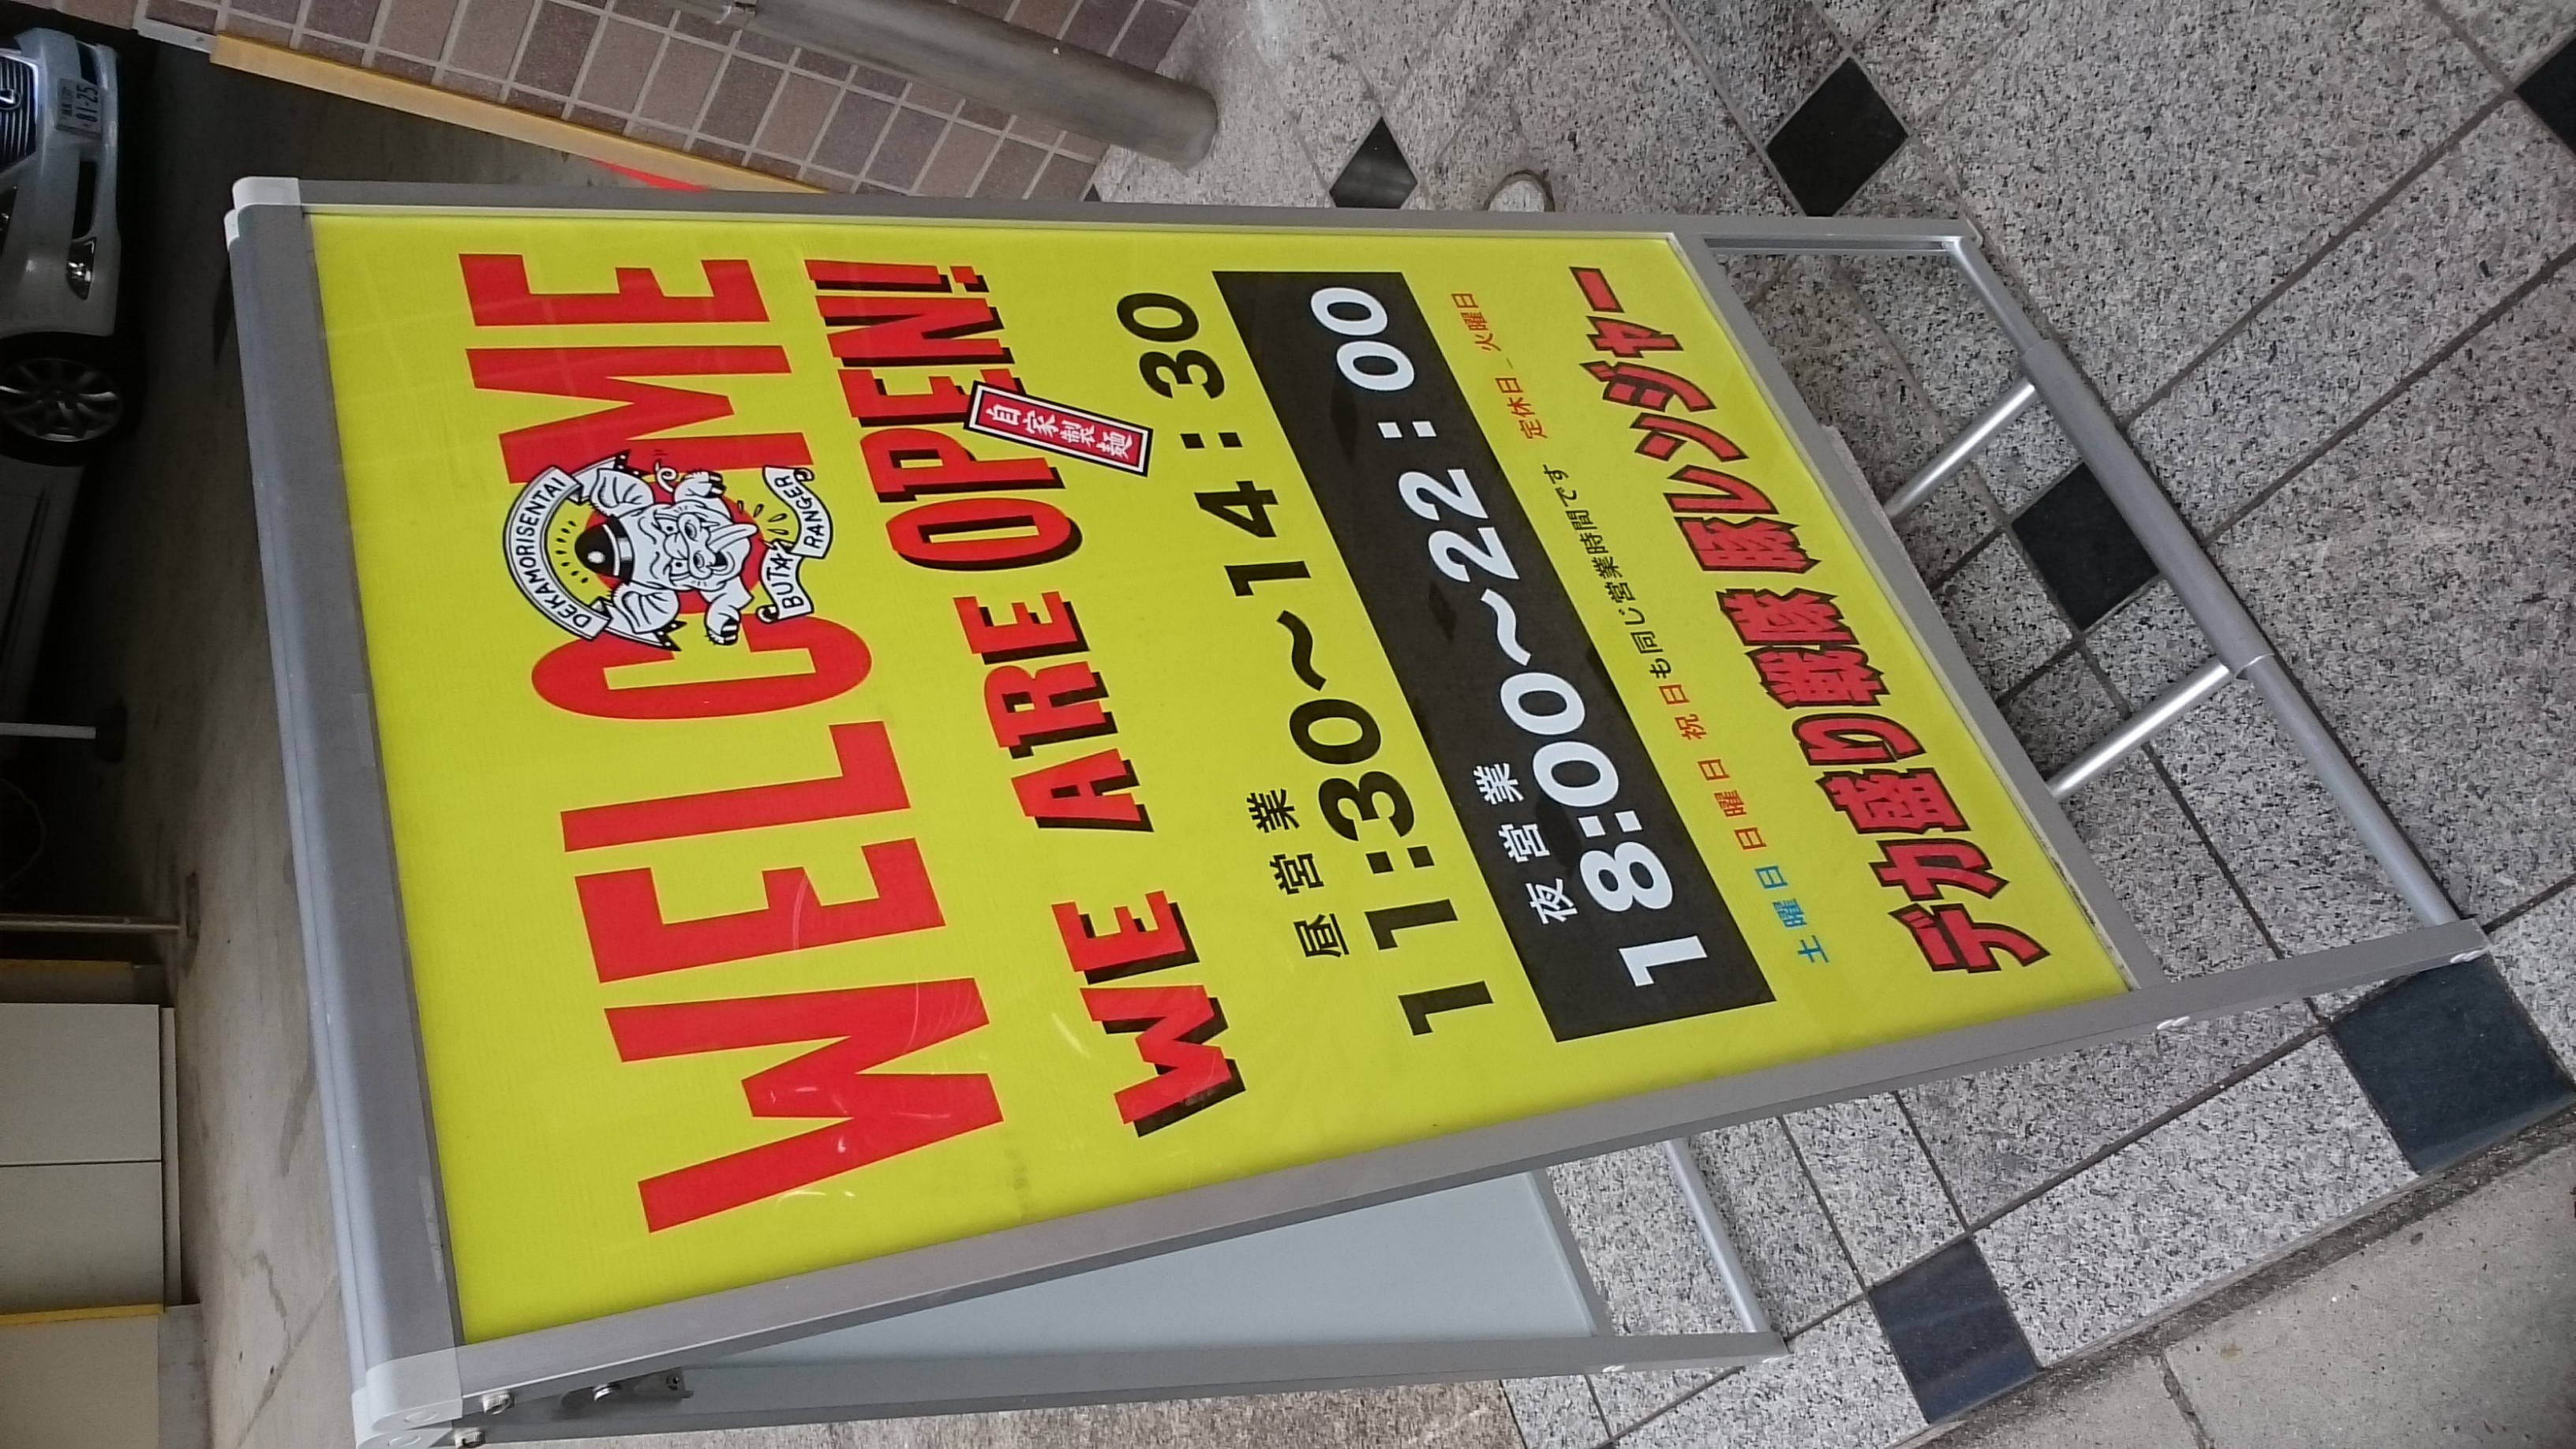 WELCOME
DEKAMORISENTAI
BUTA RANGER
WE ARE OPEN!
自家製麺
昼営業
11:30〜14:30
夜営業
18:00〜22:00
土曜日 日曜日 祝日も同じ営業時間です 定休日_火曜日
デカ盛り戦隊 豚レンジャー
81-25